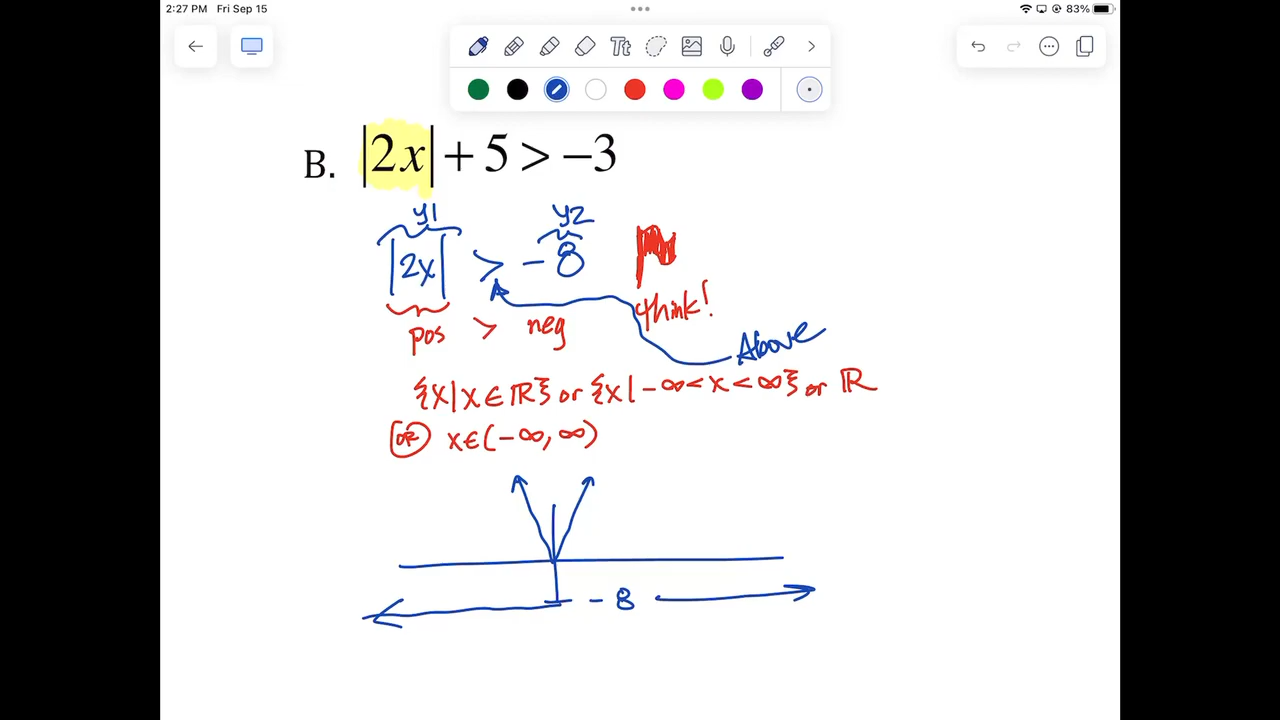 2:27 PM Fri Sep 15
83%
Tt
B. |2x| + 5 > −3
y1 y2
|2x| > −8
think!
pos > neg
Above
{x|x∈ℝ} or {x|−∞<x<∞} or ℝ
OR x∈(−∞,∞)
−8